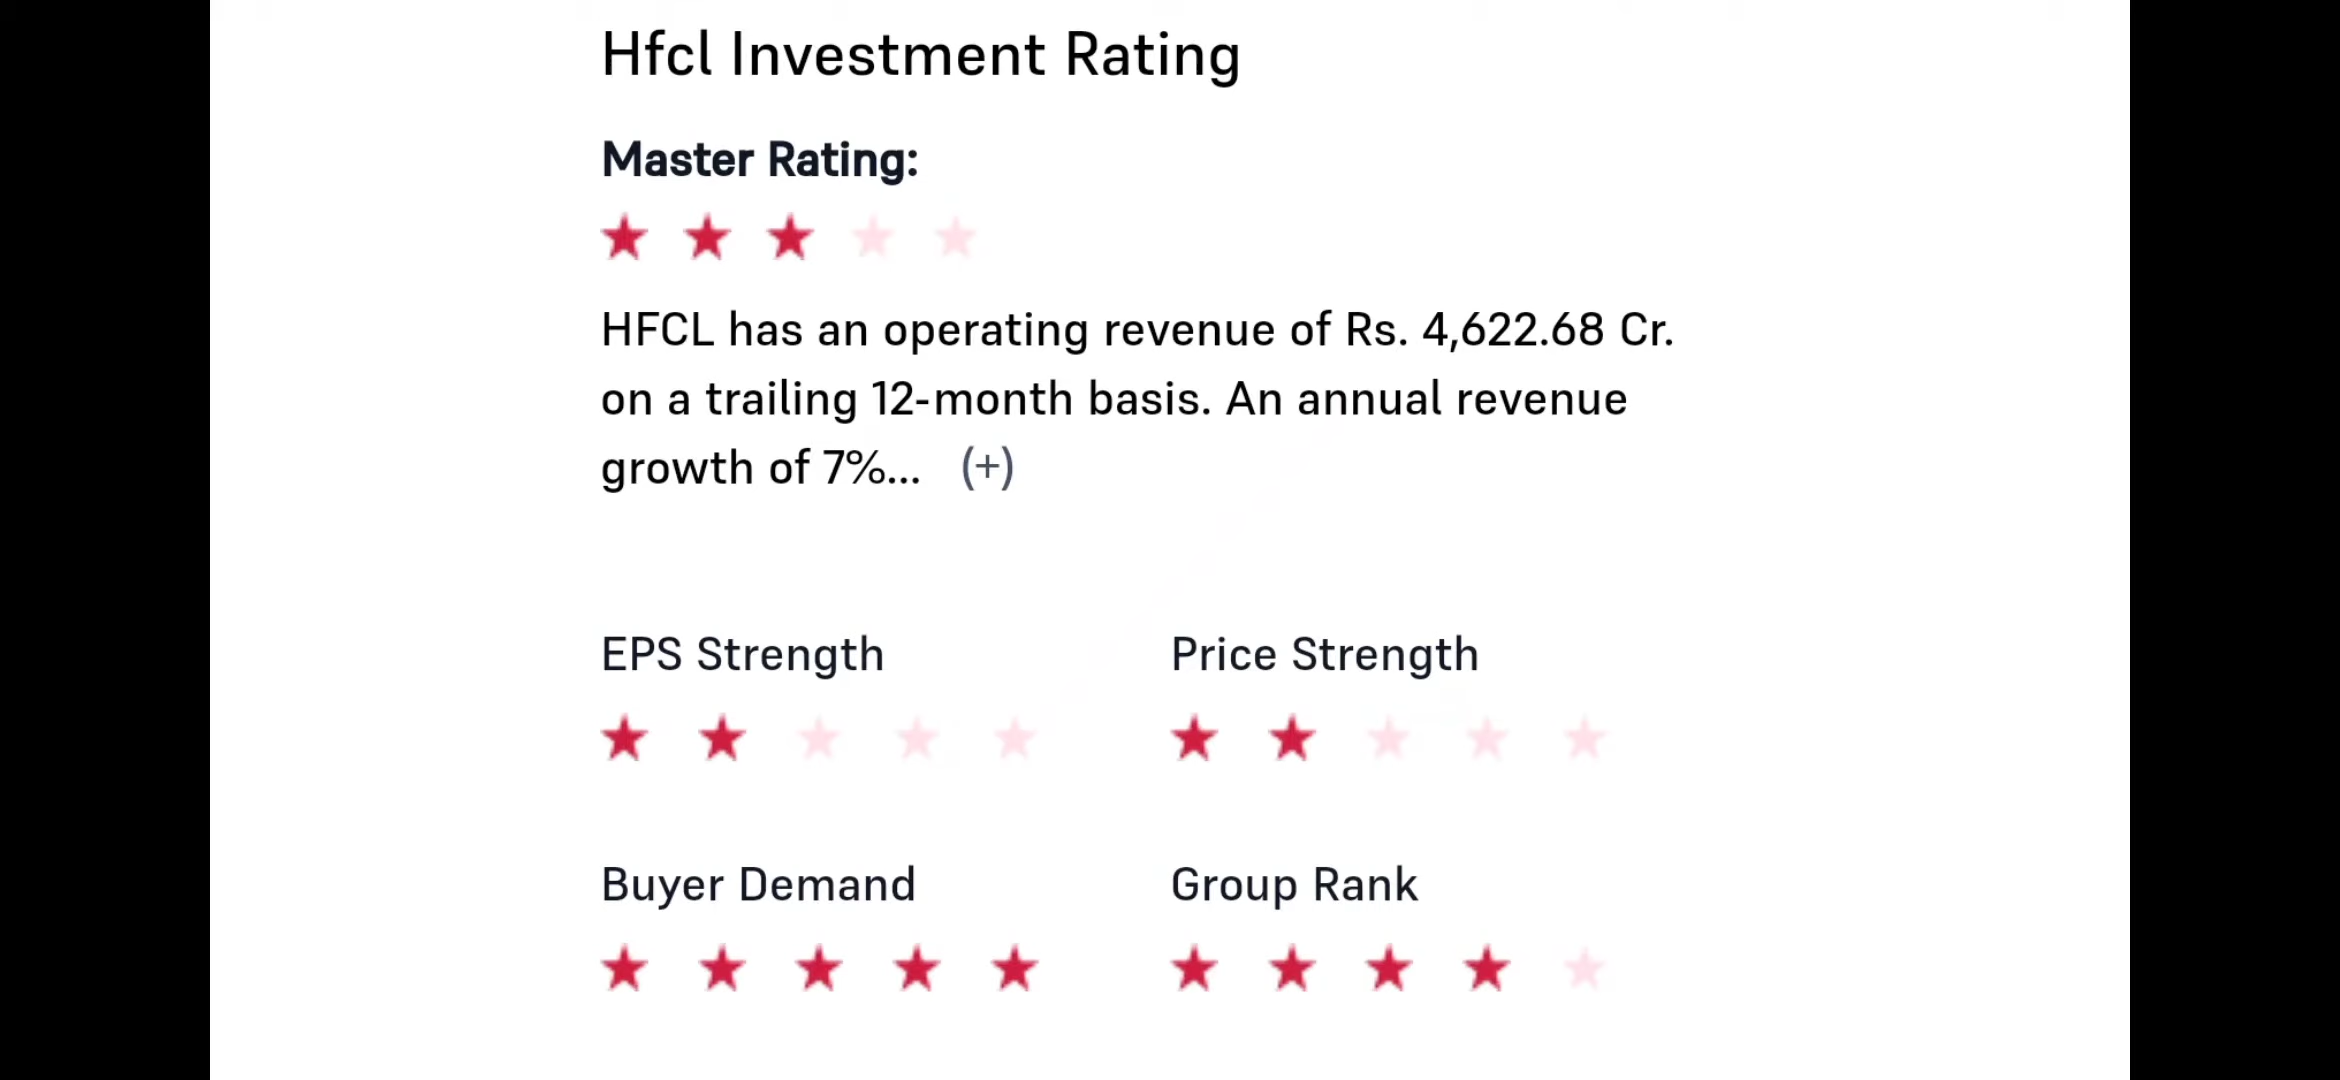 Hfcl Investment Rating
Master Rating:
HFCL has an operating revenue of Rs. 4,622.68 Cr.
on a trailing 12-month basis. An annual revenue
growth of 7%... (+)
EPS Strength
Price Strength
Buyer Demand
Group Rank